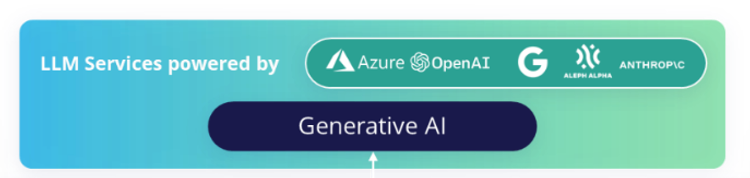 LLM Services powered by Azure OpenAI G ALEPH ALPHA ANTHROP\C
Generative AI